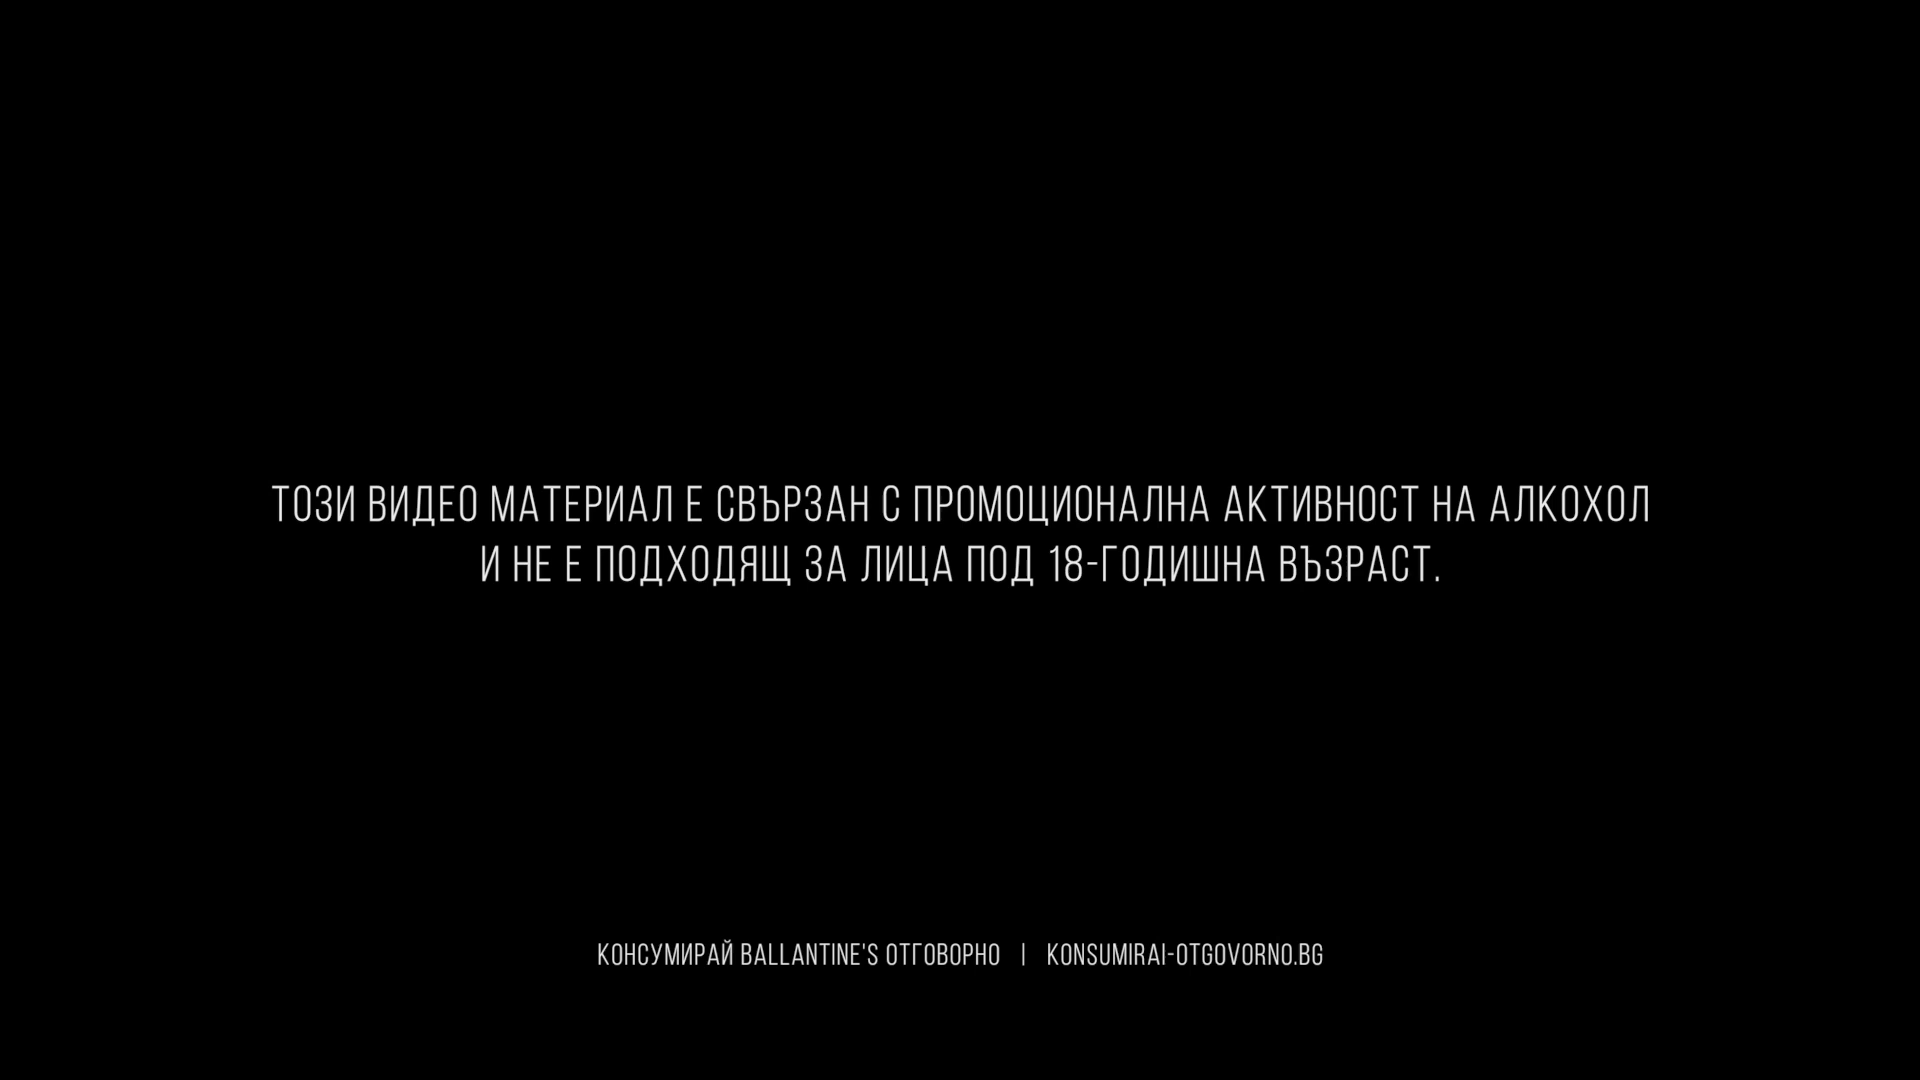 ТОЗИ ВИДЕО МАТЕРИАЛ Е СВЪРЗАН С ПРОМОЦИОНАЛНА АКТИВНОСТ НА АЛКОХОЛ
И НЕ Е ПОДХОДЯЩ ЗА ЛИЦА ПОД 18-ГОДИШНА ВЪЗРАСТ.
КОНСУМИРАЙ BALLANTINE'S ОТГОВОРНО | KONSUMIRAI-OTGOVORNO.BG